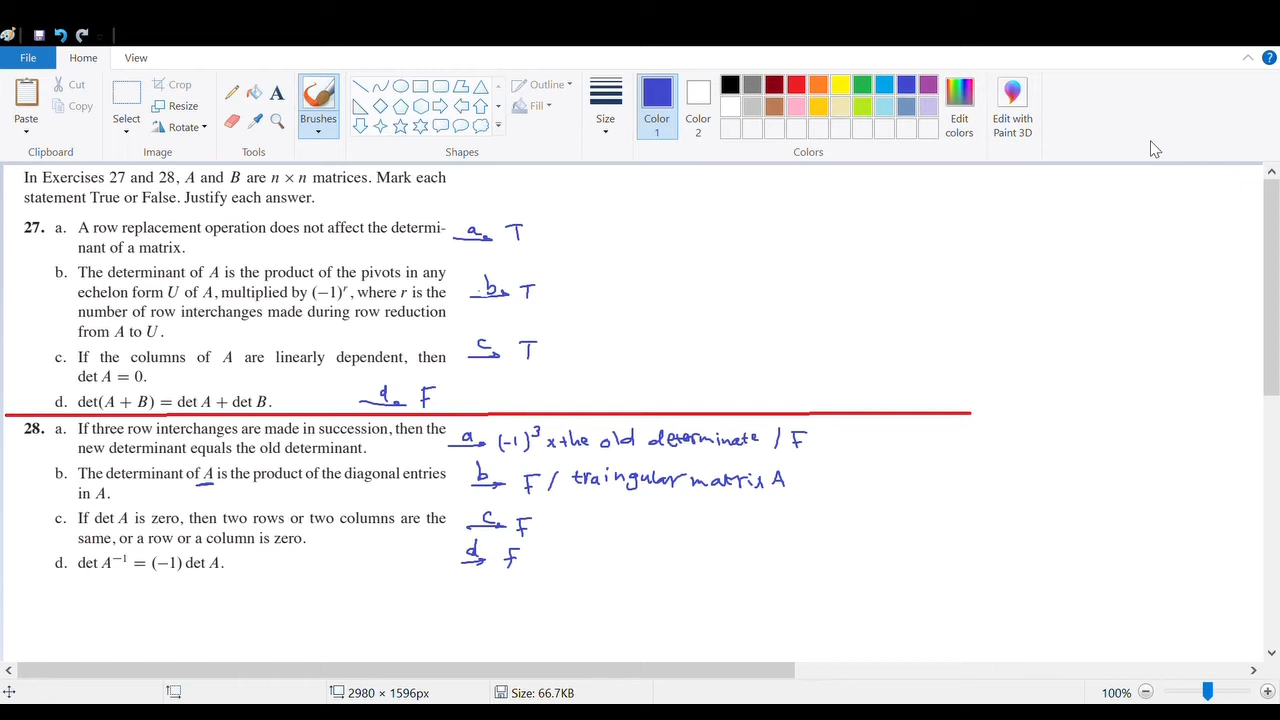 File Home View
Paste Cut Copy Clipboard
Select Crop Resize Rotate Image
A Tools
Brushes
Shapes Outline Fill
Size
Color 1 Color 2 Edit colors Colors
Edit with Paint 3D
In Exercises 27 and 28, A and B are n × n matrices. Mark each
statement True or False. Justify each answer.
27. a. A row replacement operation does not affect the determi- a. T
nant of a matrix.
b. The determinant of A is the product of the pivots in any
echelon form U of A, multiplied by (−1)^r, where r is the b. T
number of row interchanges made during row reduction
from A to U.
c. If the columns of A are linearly dependent, then c. T
det A = 0.
d. det(A + B) = det A + det B. d. F
28. a. If three row interchanges are made in succession, then the a. (-1)^3 x the old determinate / F
new determinant equals the old determinant.
b. The determinant of A is the product of the diagonal entries b F / traingular matris A
in A.
c. If det A is zero, then two rows or two columns are the c. F
same, or a row or a column is zero.
d. det A^−1 = (−1) det A. d F
2980 × 1596px Size: 66.7KB 100%